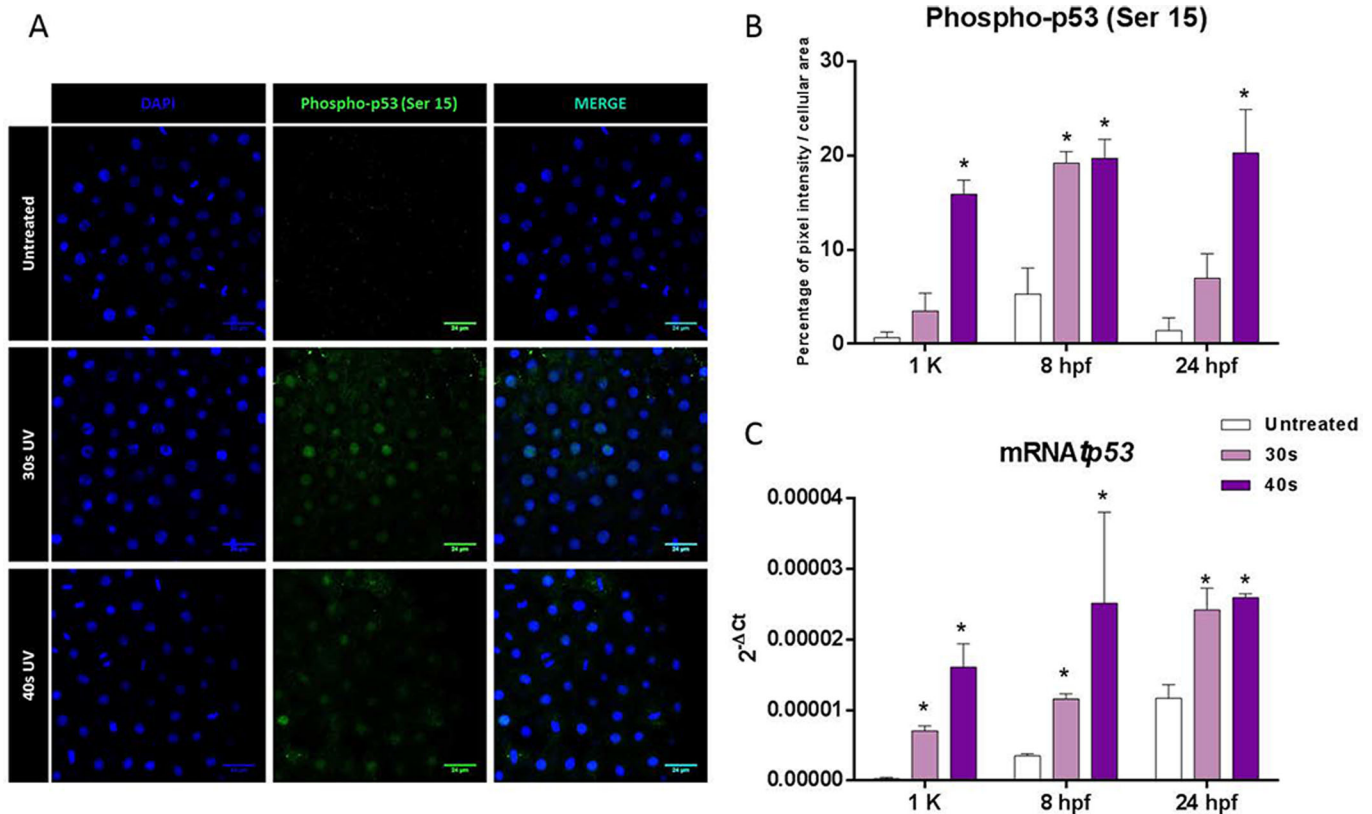 A
DAPI Phospho-p53 (Ser 15) MERGE
Untreated
24 µm
24 µm
30s UV
24 µm
24 µm
40s UV
24 µm
24 µm
B
Phospho-p53 (Ser 15)
Percentage of pixel intensity / cellular area
30
20
10
0
* * * *
1 K 8 hpf 24 hpf
Untreated
30s
40s
C
mRNA tp53
2^-ΔCt
0.00004
0.00003
0.00002
0.00001
0.00000
* * * * * *
1 K 8 hpf 24 hpf